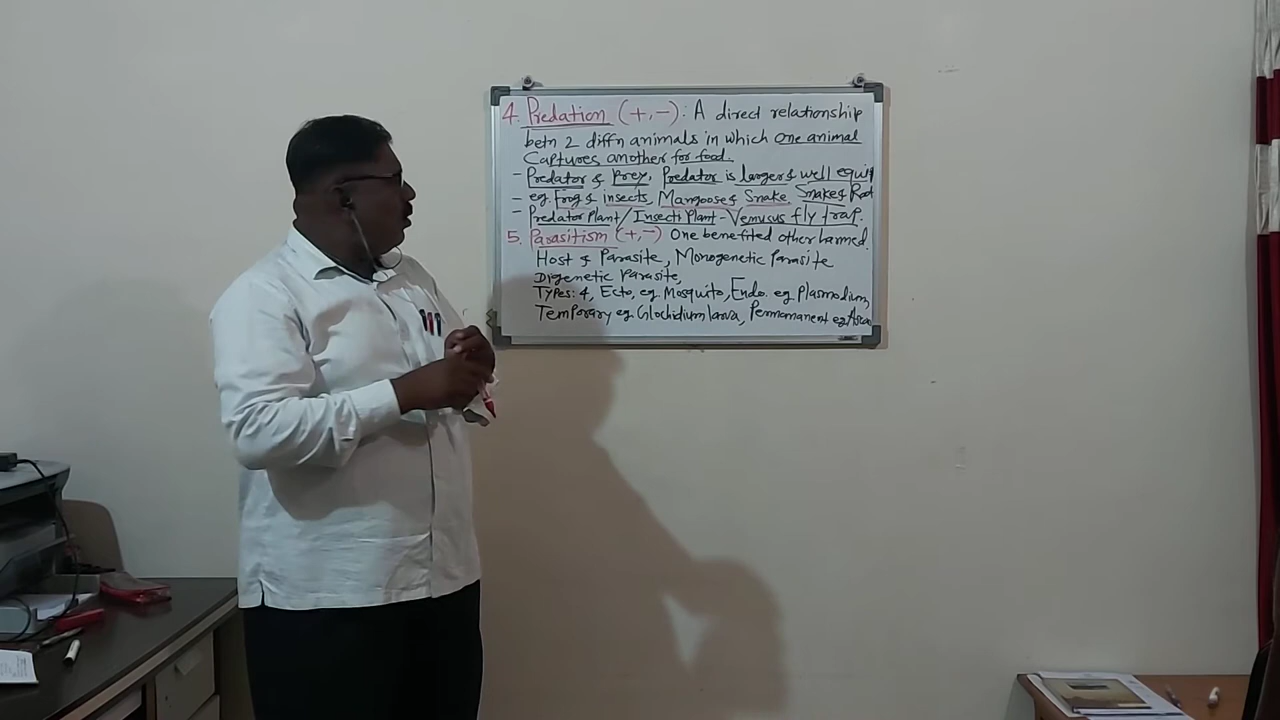 4. Predation (+,-): A direct relationship
betn 2 diffn animals in which one animal
Captures another for food.
- Predator & Prey, Predator is larger & well equip
- eg. Frog & insects, Mangoose & Snake Snake &
- Predator Plant/Insecti Plant - Venusus fly trap.
5. Parasitism (+,-) One benefited other harmed.
Host & Parasite, Monogenetic Parasite
Digenetic Parasite,
Types: 4, Ecto, eg Mosquito, Endo. eg Plasmodium,
Temporary eg. Glochidium larva, Permomanent eg